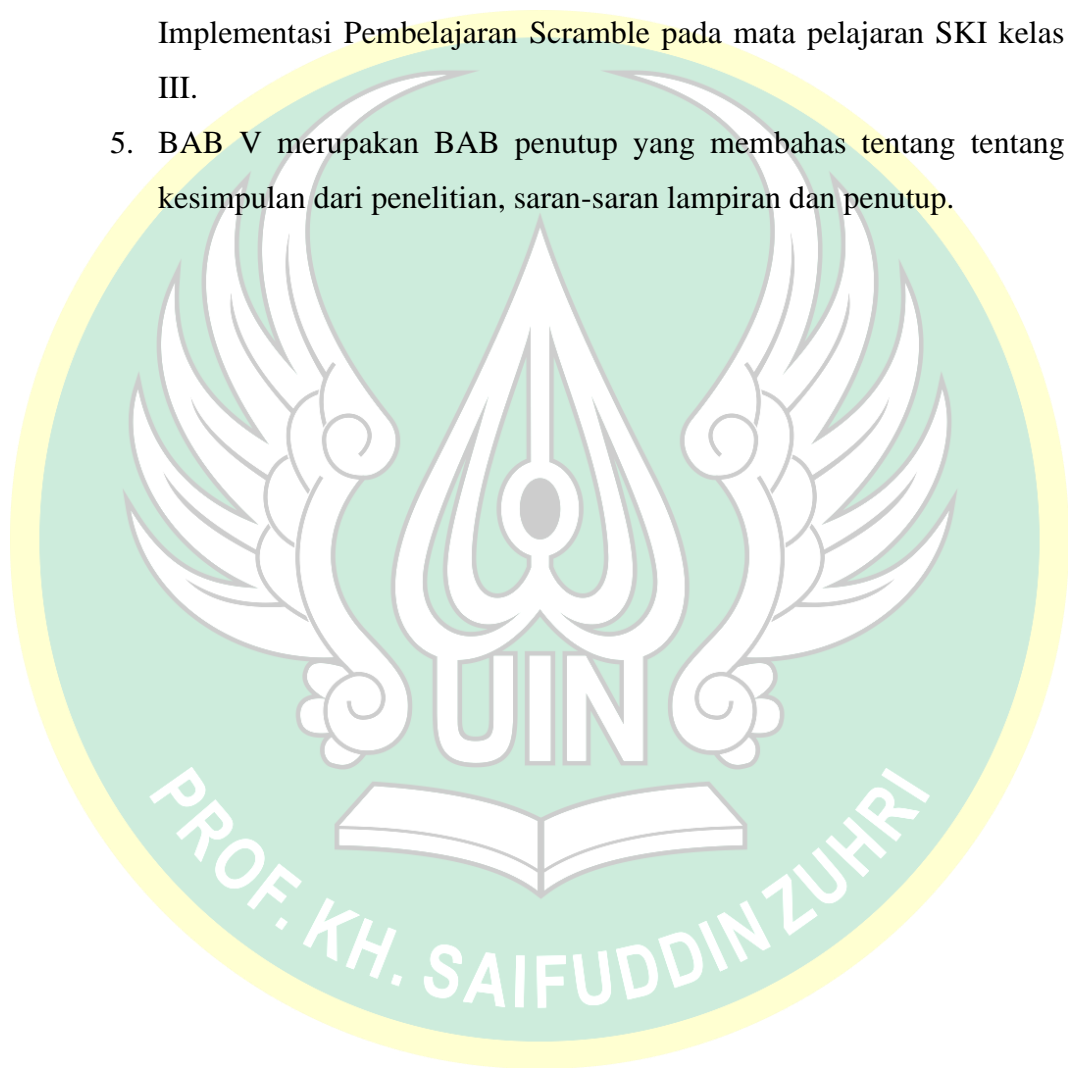 Implementasi Pembelajaran Scramble pada mata pelajaran SKI kelas
III.
5. BAB V merupakan BAB penutup yang membahas tentang tentang
kesimpulan dari penelitian, saran-saran lampiran dan penutup.
UIN
PROF. KH. SAIFUDDIN ZUHRI